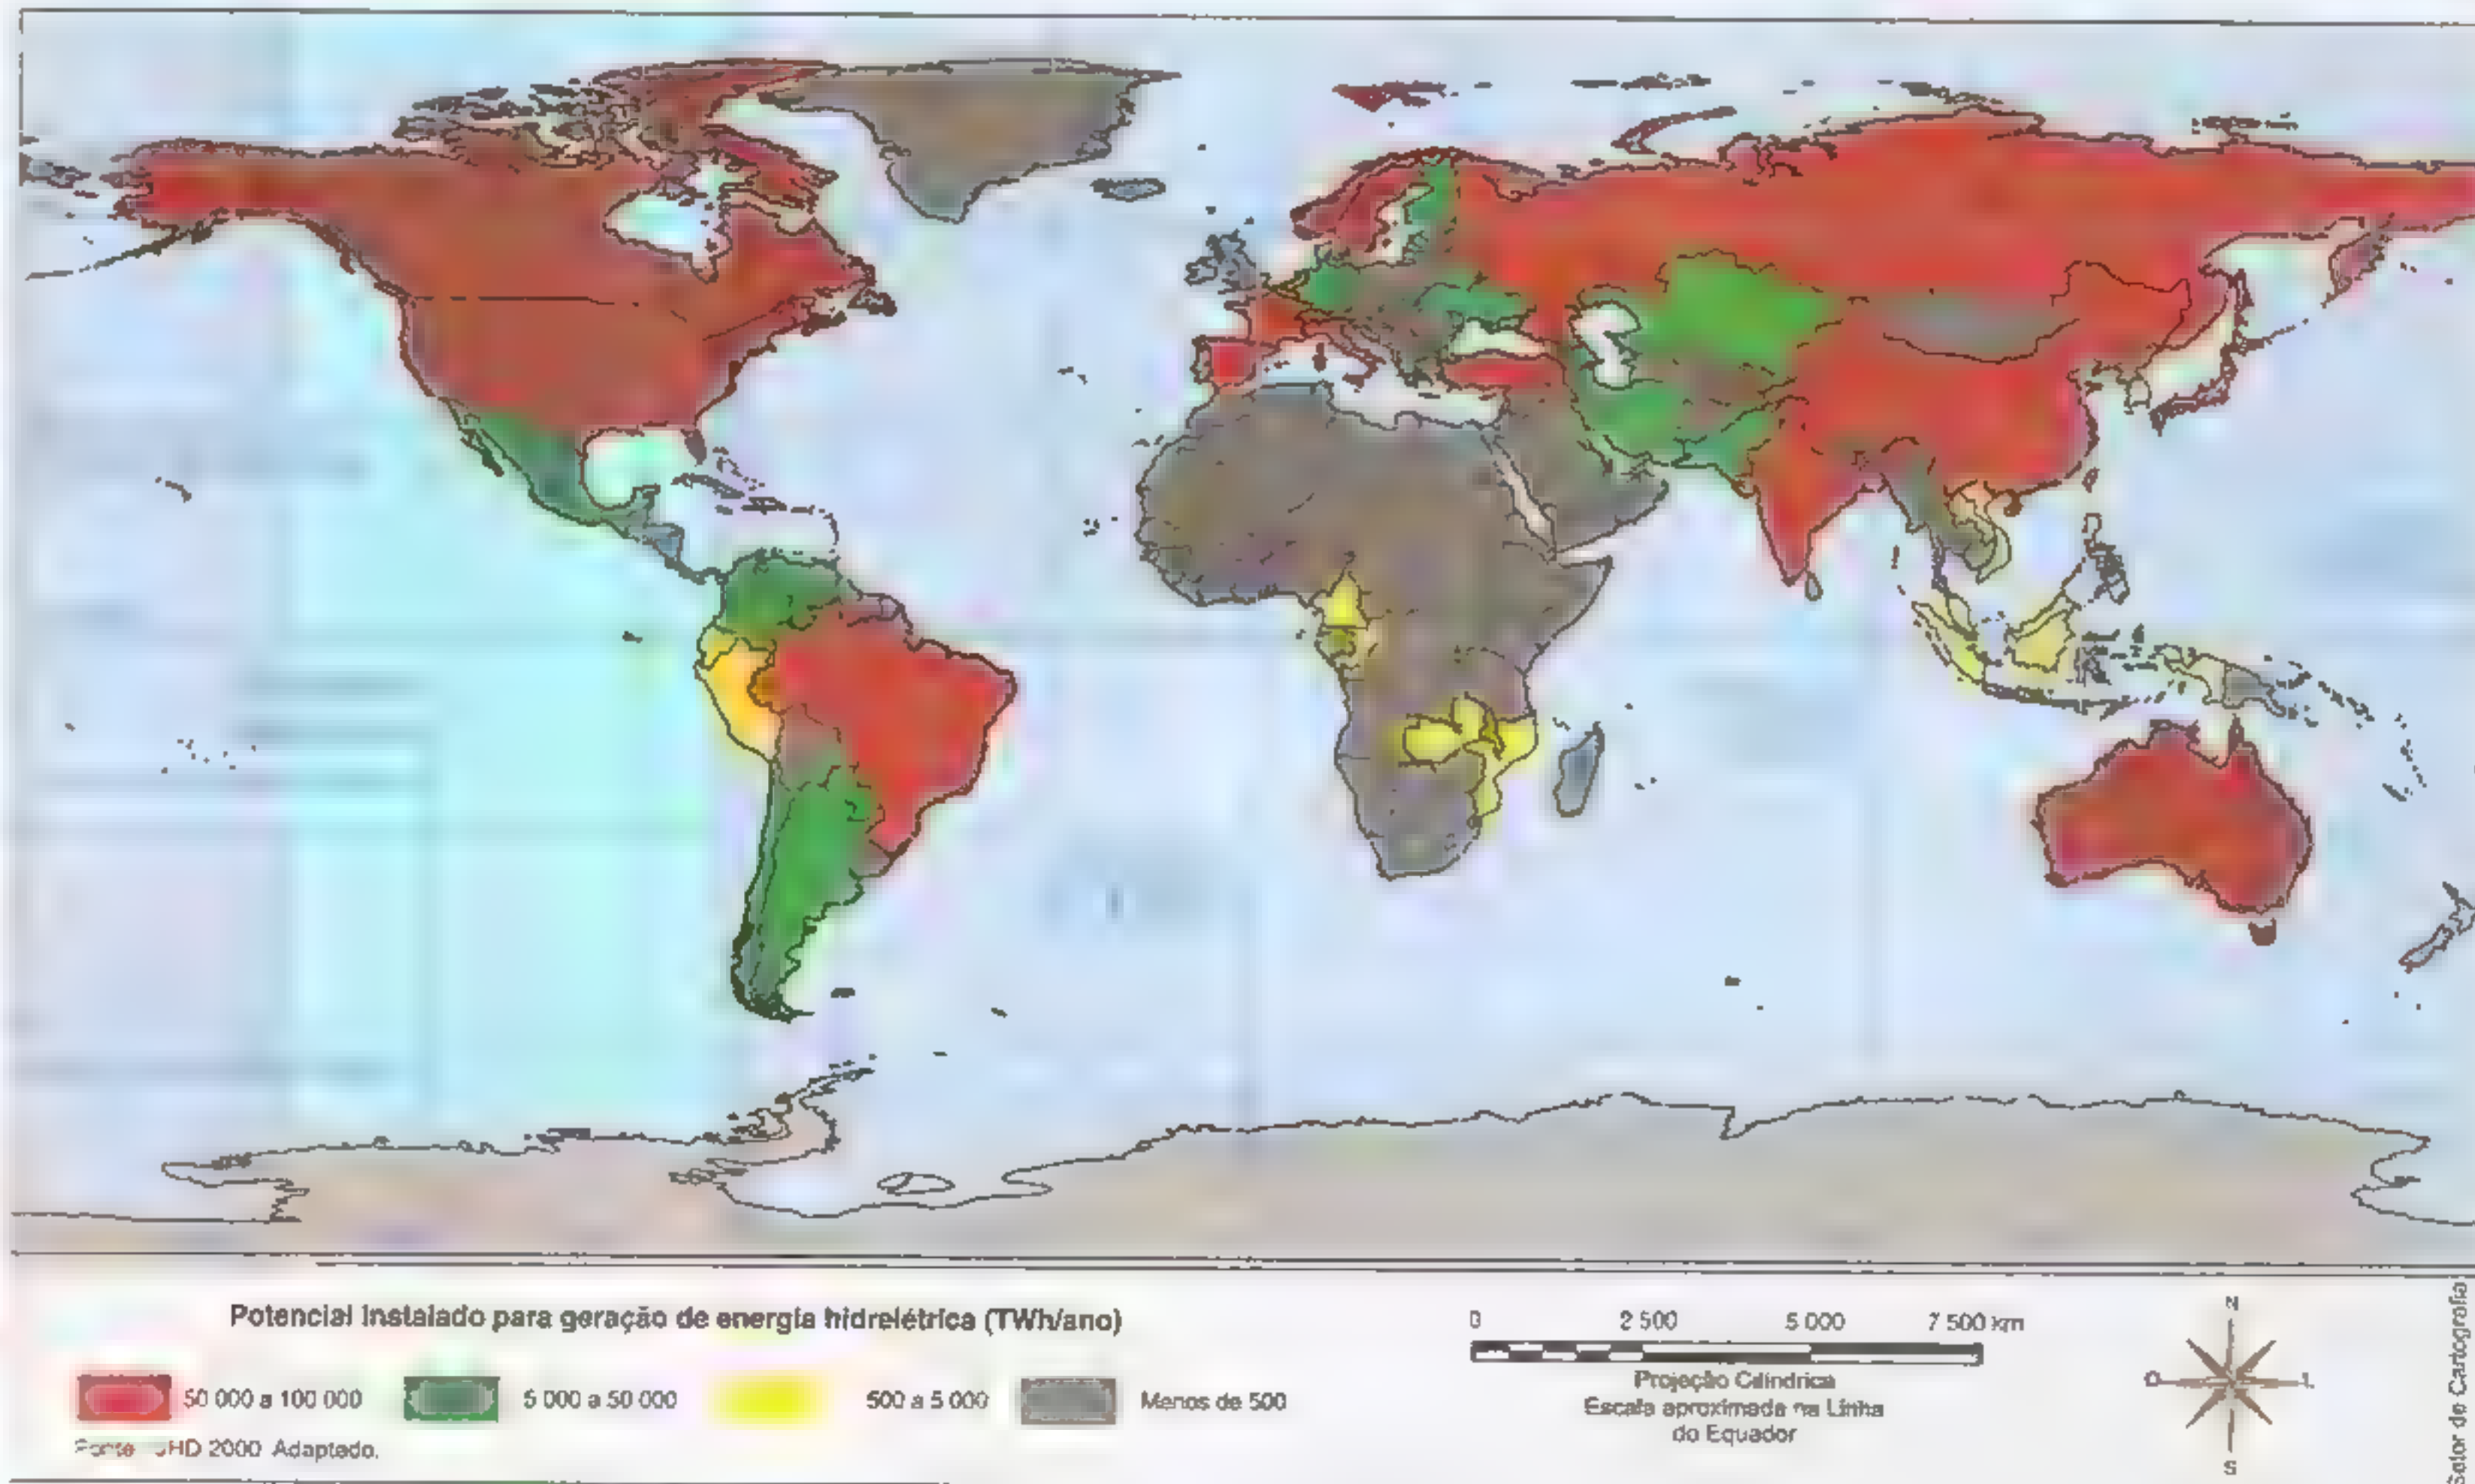 Potencial instalado para geração de energia hidrelétrica (TWh/ano)
50 000 a 100 000
5 000 a 50 000
500 a 5 000
Menos de 500
Fonte HD 2000 Adaptado.
0 2 500 5 000 7 500 km
Projeção Cilíndrica
Escala aproximada na Linha
do Equador
N
O L
S
Setor de Cartografia